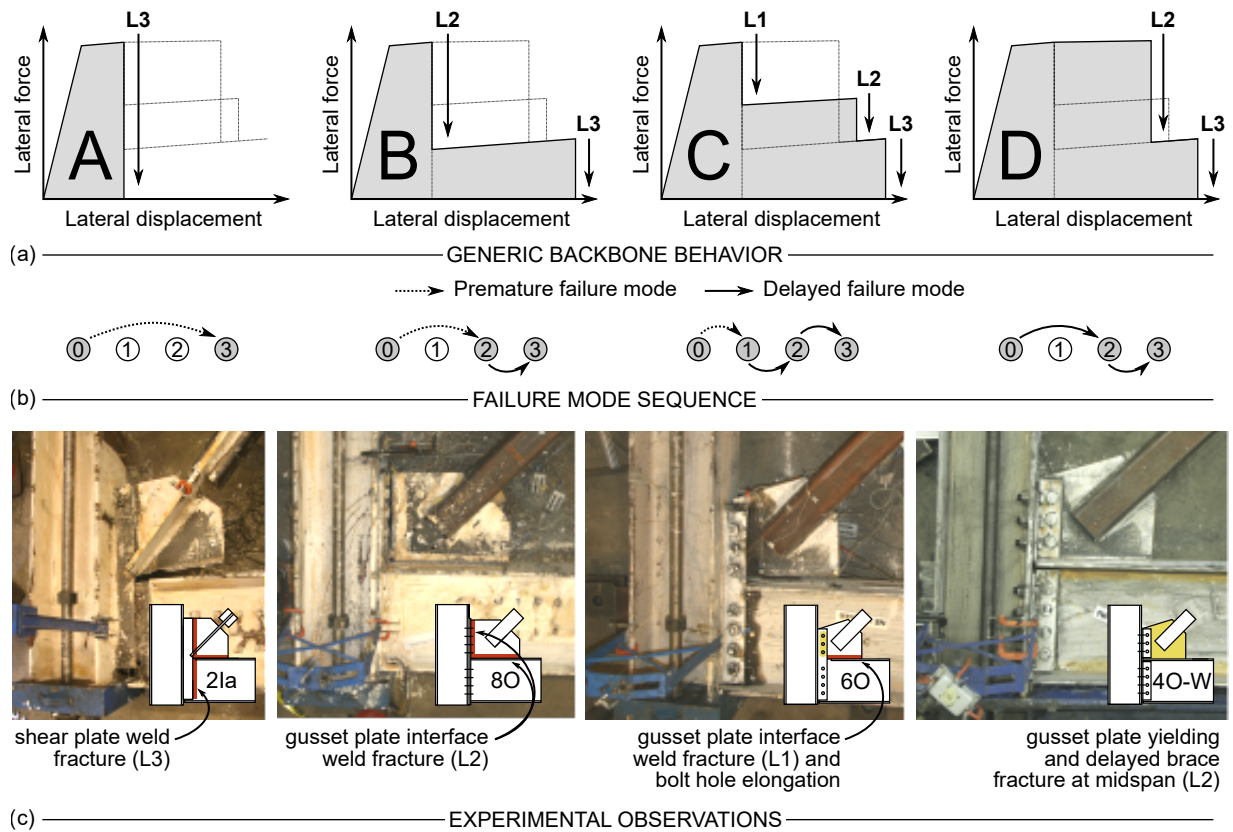 L3
Lateral force
A
Lateral displacement
L2
L3
Lateral force
B
Lateral displacement
L1
L2
L3
Lateral force
C
Lateral displacement
L2
L3
Lateral force
D
Lateral displacement
(a)
GENERIC BACKBONE BEHAVIOR
Premature failure mode
Delayed failure mode
0 1 2 3
0 1 2 3
0 1 2 3
0 1 2 3
(b)
FAILURE MODE SEQUENCE
2Ia
8O
6O
4O-W
shear plate weld
fracture (L3)
gusset plate interface
weld fracture (L2)
gusset plate interface
weld fracture (L1) and
bolt hole elongation
gusset plate yielding
and delayed brace
fracture at midspan (L2)
(c)
EXPERIMENTAL OBSERVATIONS